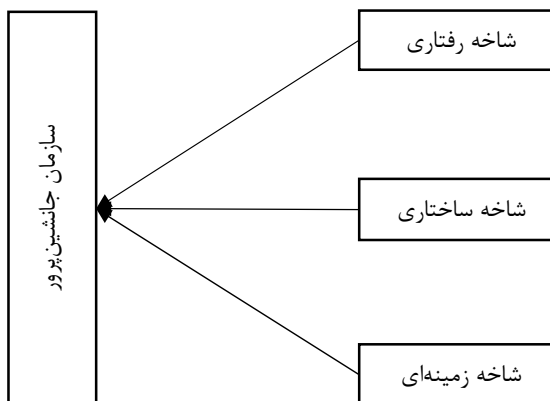 شاخه رفتاری
سازمان جانشین‌پرور
شاخه ساختاری
شاخه زمینه‌ای